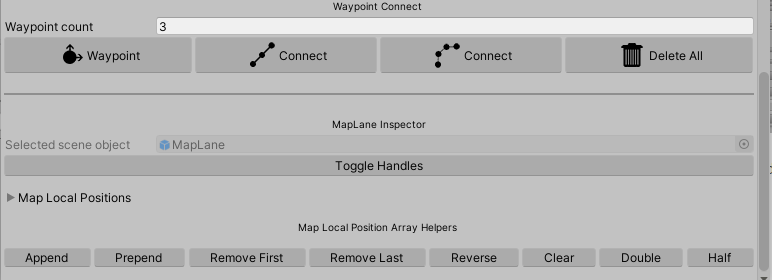 Waypoint Connect
Waypoint count 3
Waypoint Connect Connect Delete All
MapLane Inspector
Selected scene object MapLane
Toggle Handles
Map Local Positions
Map Local Position Array Helpers
Append Prepend Remove First Remove Last Reverse Clear Double Half